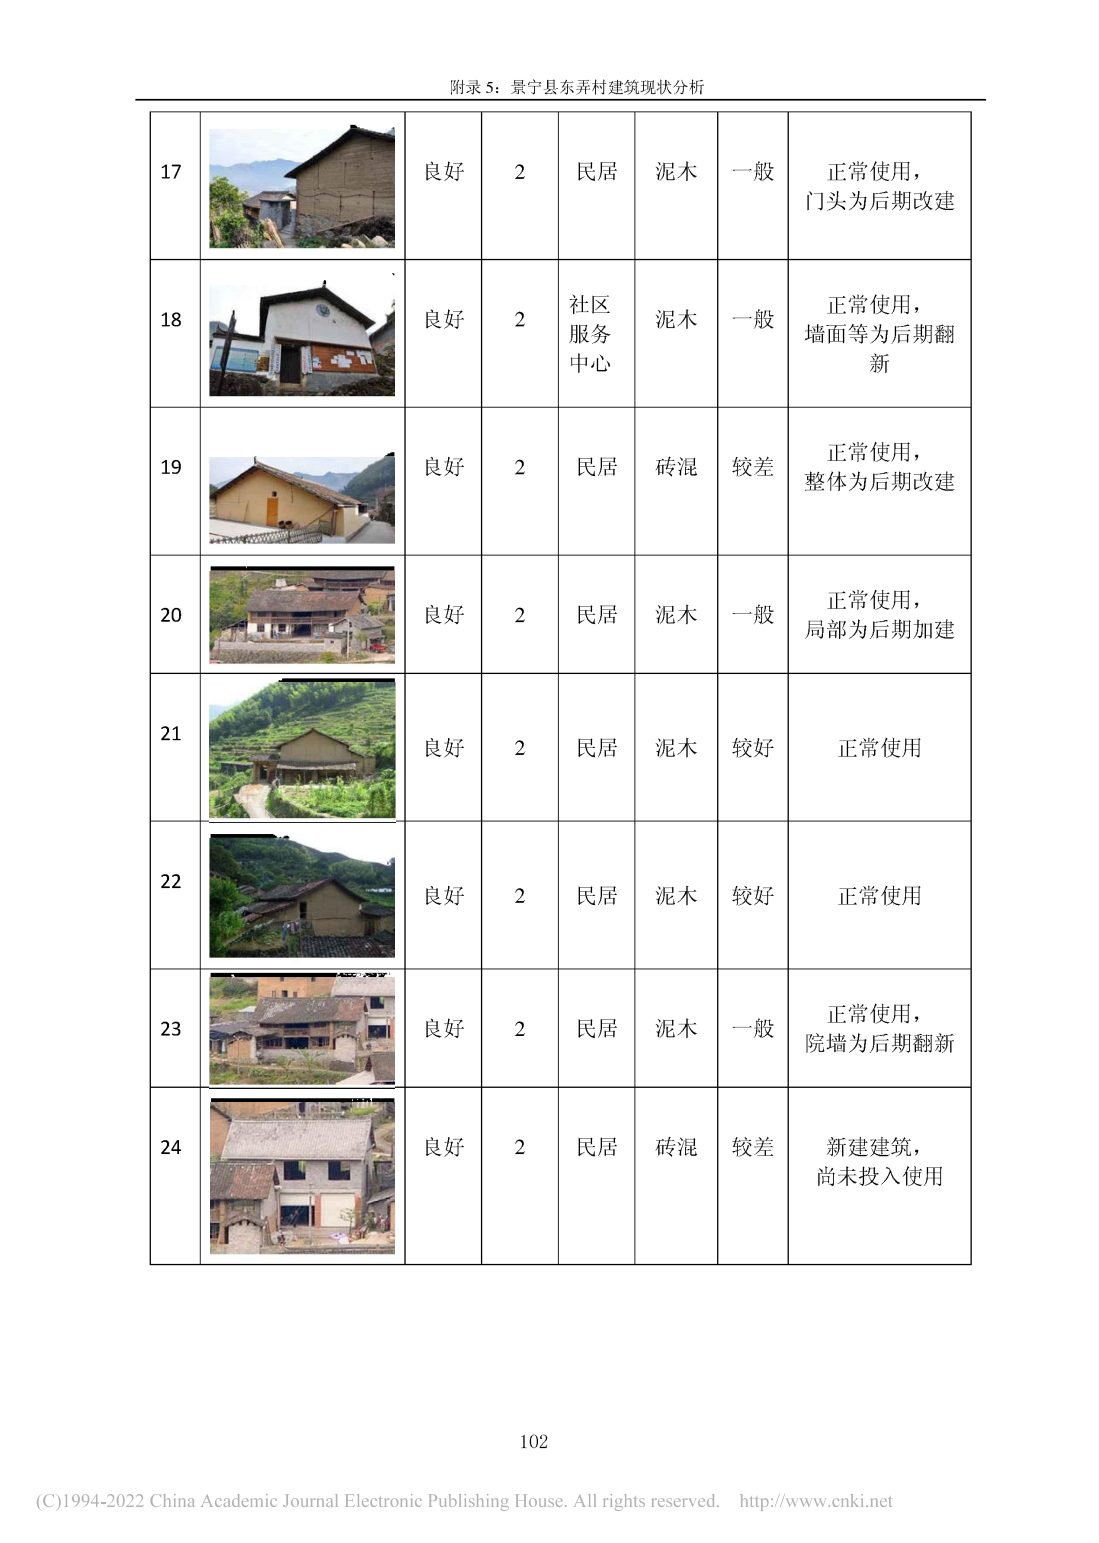 附录 5：景宁县东弄村建筑现状分析
17 良好 2 民居 泥木 一般 正常使用，
门头为后期改建
18 良好 2 社区 泥木 一般 正常使用，
服务 墙面等为后期翻
中心 新
19 良好 2 民居 砖混 较差 正常使用，
整体为后期改建
20 良好 2 民居 泥木 一般 正常使用，
局部为后期加建
21 良好 2 民居 泥木 较好 正常使用
22 良好 2 民居 泥木 较好 正常使用
23 良好 2 民居 泥木 一般 正常使用，
院墙为后期翻新
24 良好 2 民居 砖混 较差 新建建筑，
尚未投入使用
102
(C)1994-2022 China Academic Journal Electronic Publishing House. All rights reserved. http://www.cnki.net